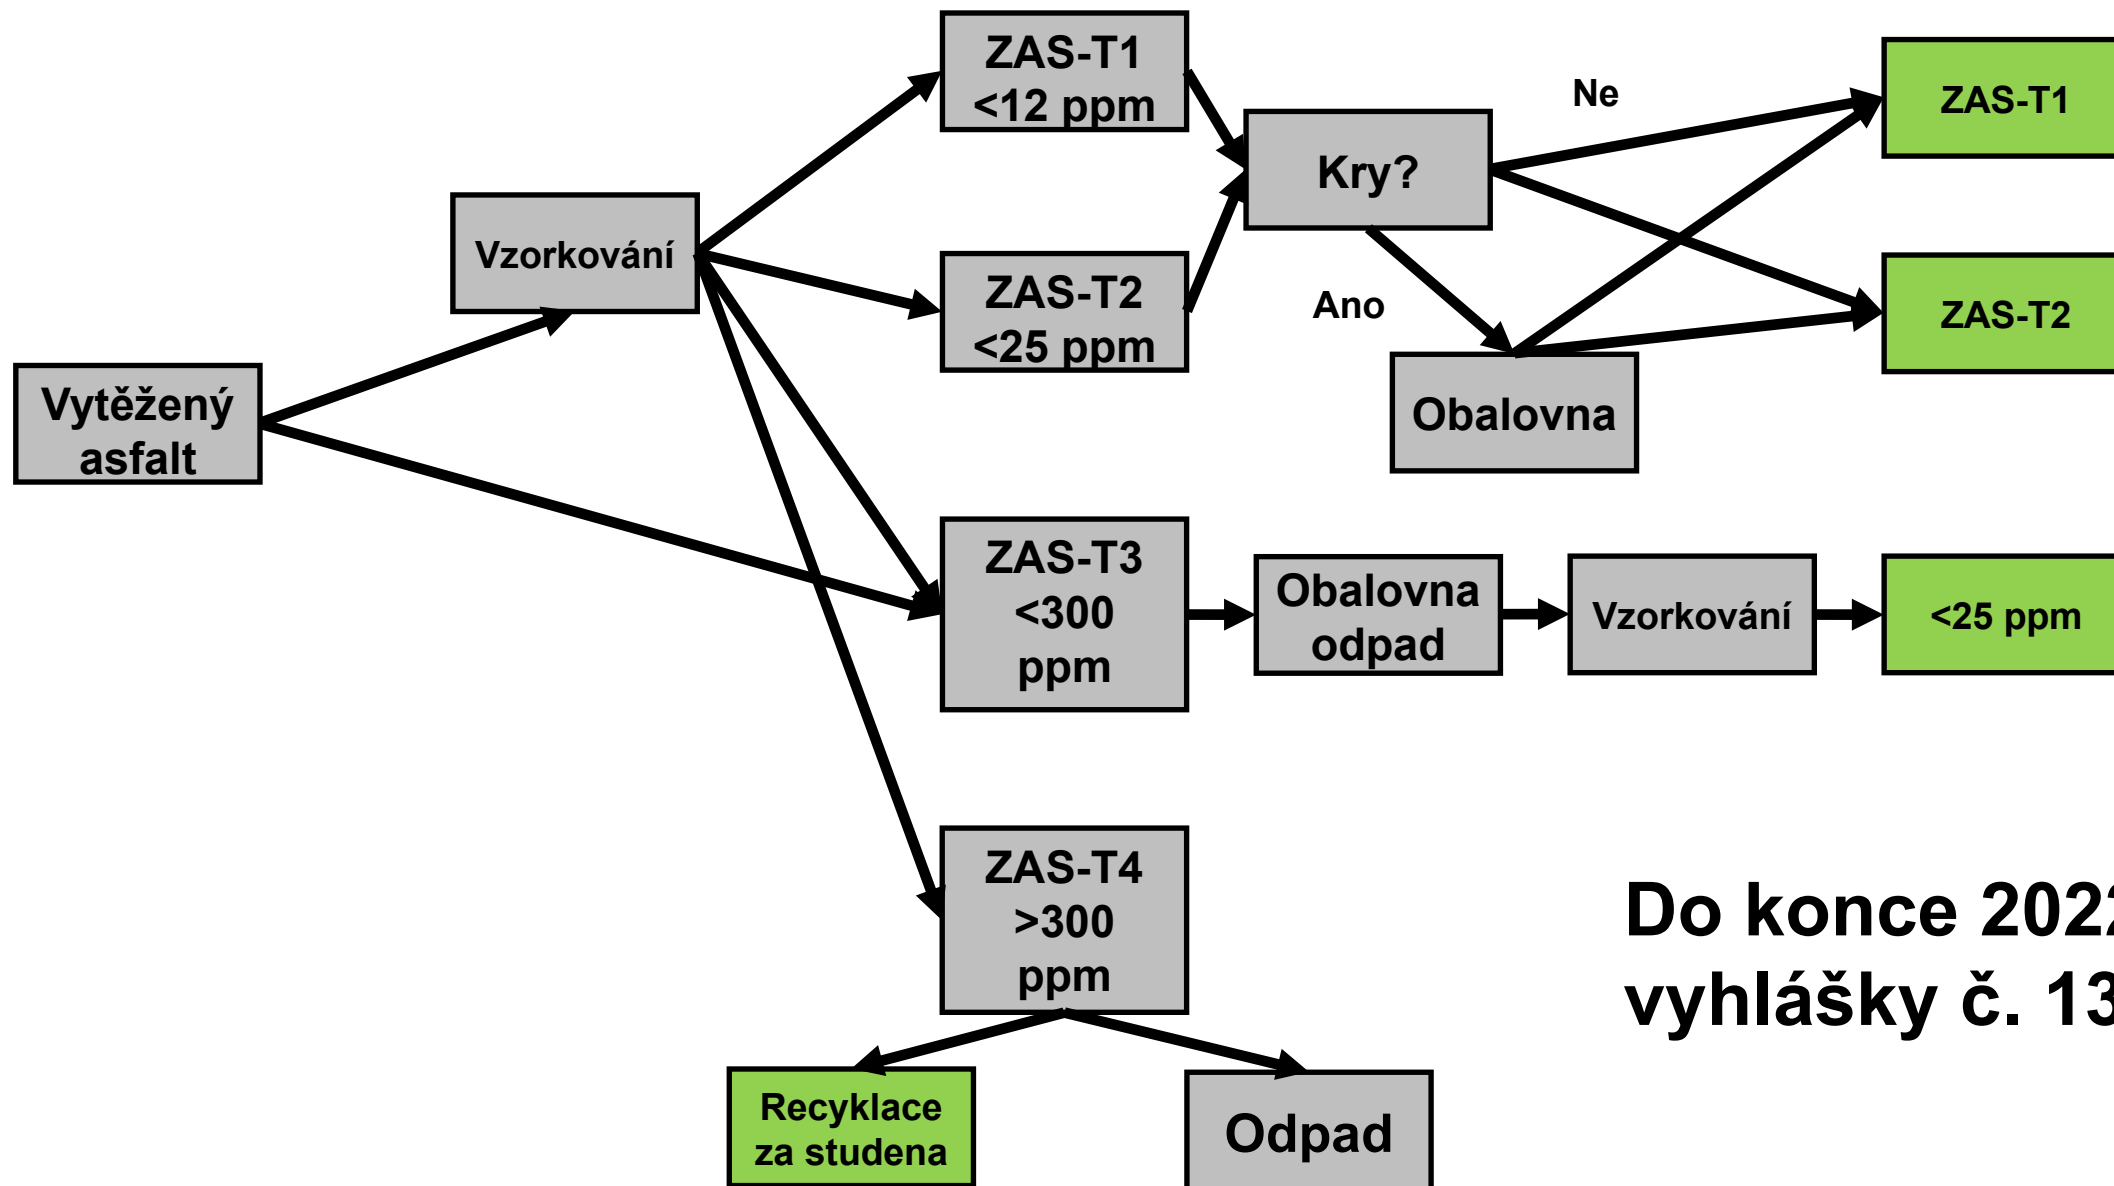 ZAS-T1
<12 ppm
Ne
ZAS-T1
Kry?
Vzorkování
ZAS-T2
<25 ppm
Ano
ZAS-T2
Vytěžený
asfalt
Obalovna
ZAS-T3
<300
ppm
Obalovna
odpad
Vzorkování
<25 ppm
ZAS-T4
>300
ppm
Do konce 2022
vyhlášky č. 13
Recyklace
za studena
Odpad